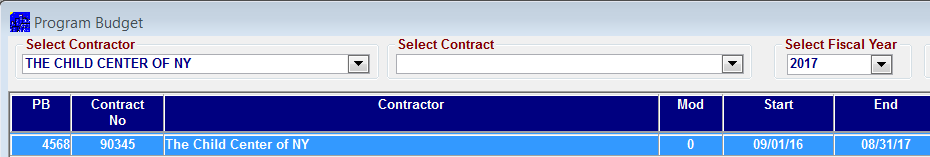 Program Budget
Select Contractor Select Contract Select Fiscal Year
THE CHILD CENTER OF NY 2017
PB Contract No Contractor Mod Start End
4568 90345 The Child Center of NY 0 09/01/16 08/31/17